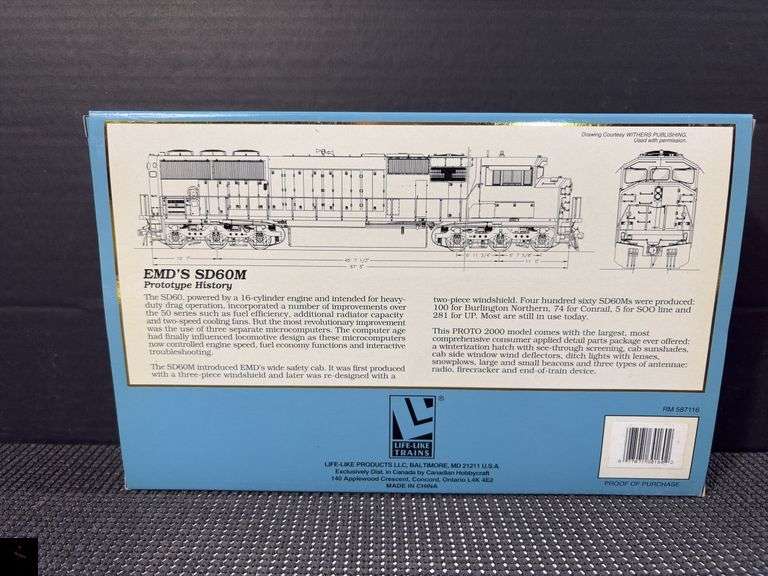 Drawing Courtesy WITHERS PUBLISHING.
Used with permission.
EMD'S SD60M
Prototype History
The SD60, powered by a 16-cylinder engine and intended for heavy-
duty drag operation, incorporated a number of improvements over
the 50 series such as fuel efficiency, additional radiator capacity
and two-speed cooling fans. But the most revolutionary improvement
was the use of three separate microcomputers. The computer age
had finally influenced locomotive design as these microcomputers
now controlled engine speed, fuel economy functions and interactive
troubleshooting.
The SD60M introduced EMD's wide safety cab. It was first produced
with a three-piece windshield and later was re-designed with a
two-piece windshield. Four hundred sixty SD60Ms were produced:
100 for Burlington Northern, 74 for Conrail, 5 for SOO line and
281 for UP. Most are still in use today.
This PROTO 2000 model comes with the largest, most
comprehensive consumer applied detail parts package ever offered:
a winterization hatch with see-through screening, cab sunshades,
cab side window wind deflectors, ditch lights with lenses,
snowplows, large and small beacons and three types of antennae:
radio, firecracker and end-of-train device.
LIFE-LIKE
TRAINS
®
LIFE-LIKE PRODUCTS LLC, BALTIMORE, MD 21211 U.S.A.
Exclusively Dist. in Canada by Canadian Hobbycraft
140 Applewood Crescent, Concord, Ontario L4K 4E2
MADE IN CHINA
RM 587116
PROOF OF PURCHASE